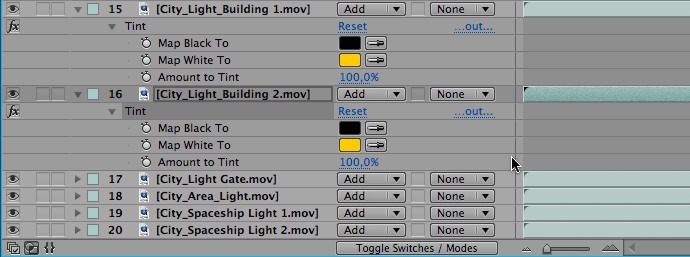 15 [City_Light_Building 1.mov] Add None
fx Tint Reset ...out...
Map Black To
Map White To
Amount to Tint 100,0%
16 [City_Light_Building 2.mov] Add None
fx Tint Reset ...out...
Map Black To
Map White To
Amount to Tint 100,0%
17 [City_Light Gate.mov] Add None
18 [City_Area_Light.mov] Add None
19 [City_Spaceship Light 1.mov] Add None
20 [City_Spaceship Light 2.mov] Add None
Toggle Switches / Modes